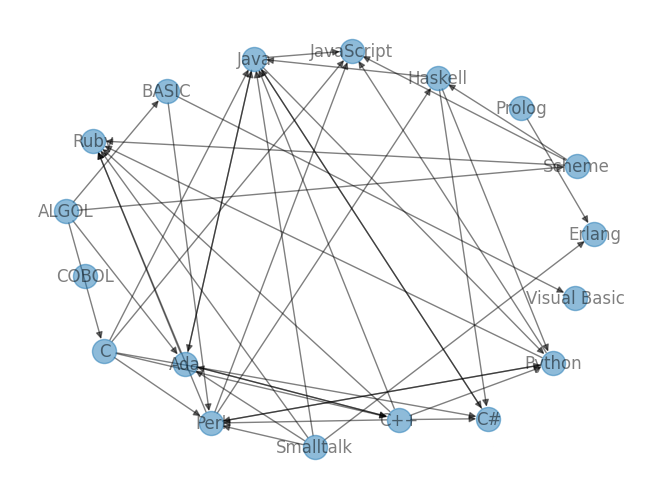 JavaScript
Java
Haskell
BASIC
Prolog
Ruby
Scheme
ALGOL
Erlang
COBOL
Visual Basic
C
Ada
Python
Perl
C++
C#
Smalltalk